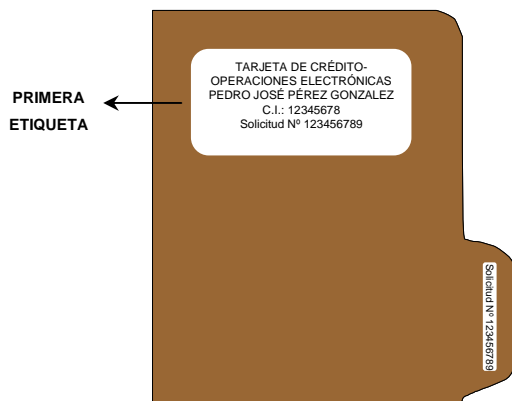 PRIMERA
ETIQUETA
TARJETA DE CRÉDITO-
OPERACIONES ELECTRÓNICAS
PEDRO JOSÉ PÉREZ GONZALEZ
C.I.: 12345678
Solicitud Nº 123456789
Solicitud Nº 123456789